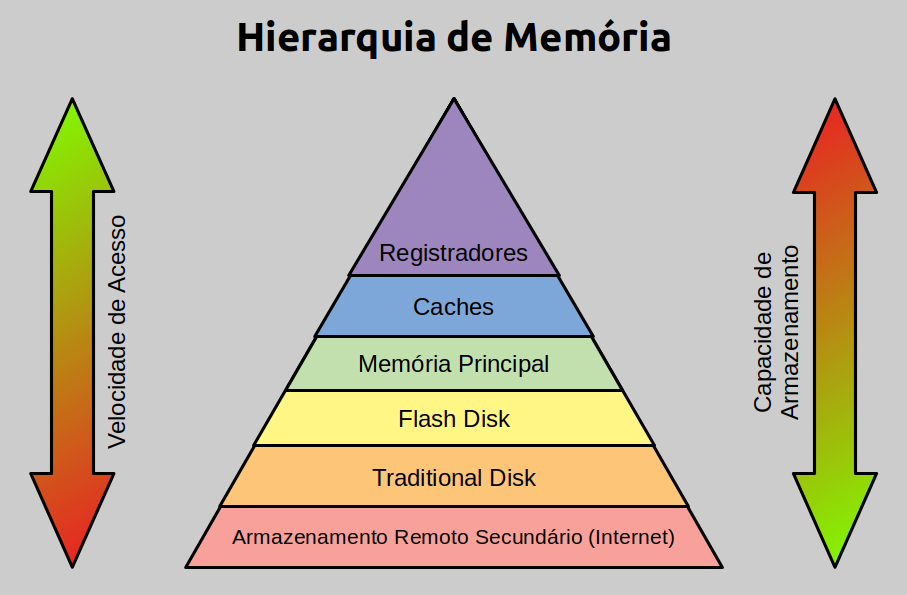 Hierarquia de Memória
Velocidade de Acesso
Registradores
Caches
Memória Principal
Flash Disk
Traditional Disk
Armazenamento Remoto Secundário (Internet)
Capacidade de
Armazenamento